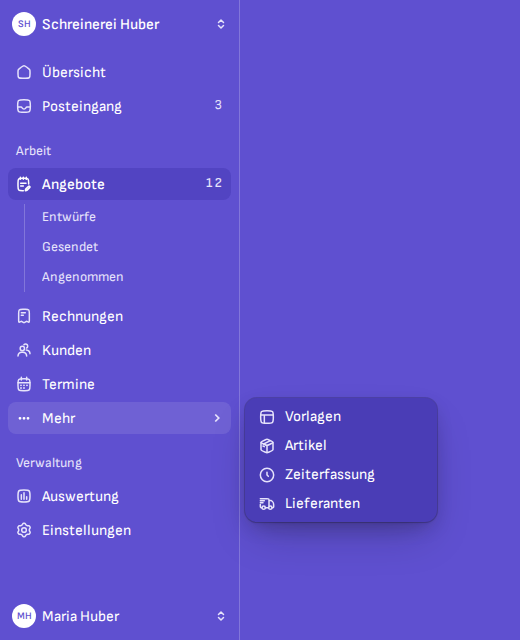 SH Schreinerei Huber
Übersicht
Posteingang 3
Arbeit
Angebote 12
Entwürfe
Gesendet
Angenommen
Rechnungen
Kunden
Termine
Mehr
Vorlagen
Artikel
Zeiterfassung
Lieferanten
Verwaltung
Auswertung
Einstellungen
MH Maria Huber